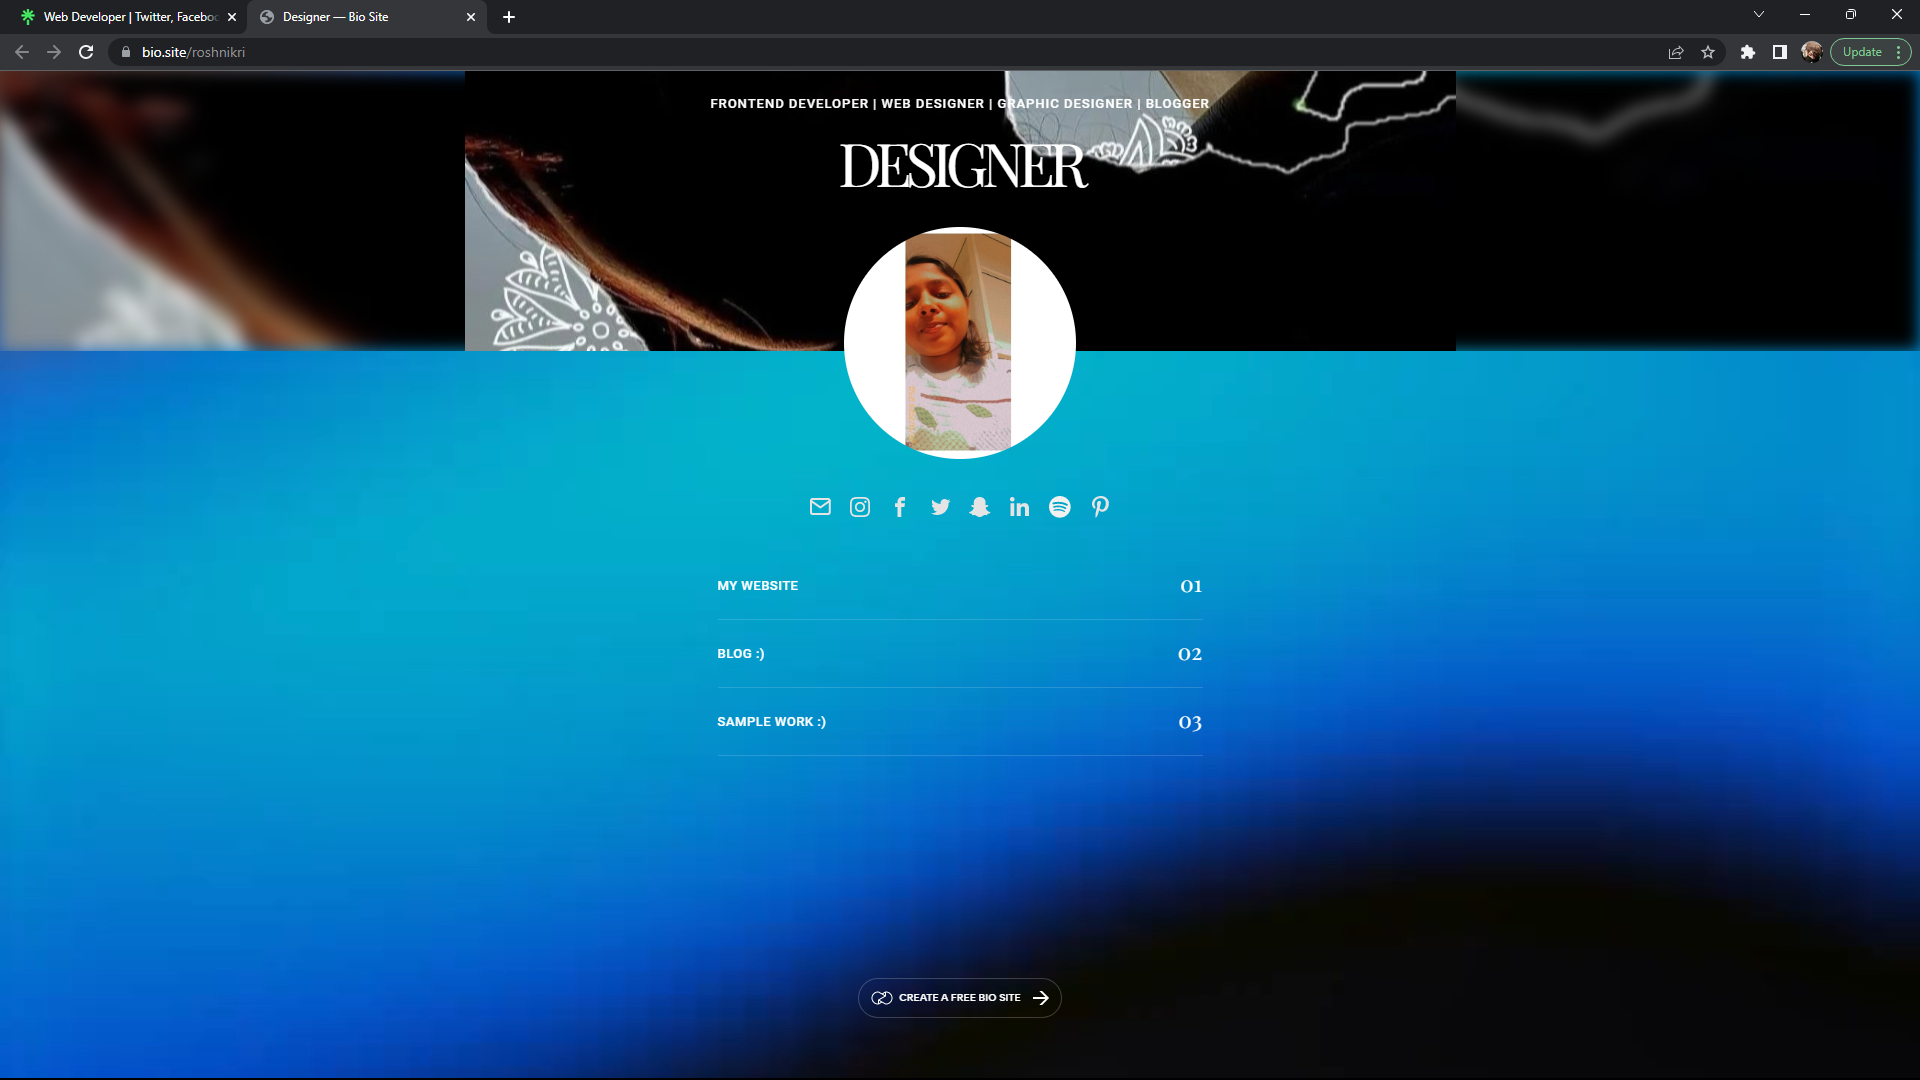 Web Developer | Twitter, Facebo
Designer — Bio Site
bio.site/roshnikri
Update
FRONTEND DEVELOPER | WEB DESIGNER | GRAPHIC DESIGNER | BLOGGER
DESIGNER
MY WEBSITE 01
BLOG :) 02
SAMPLE WORK :) 03
CREATE A FREE BIO SITE